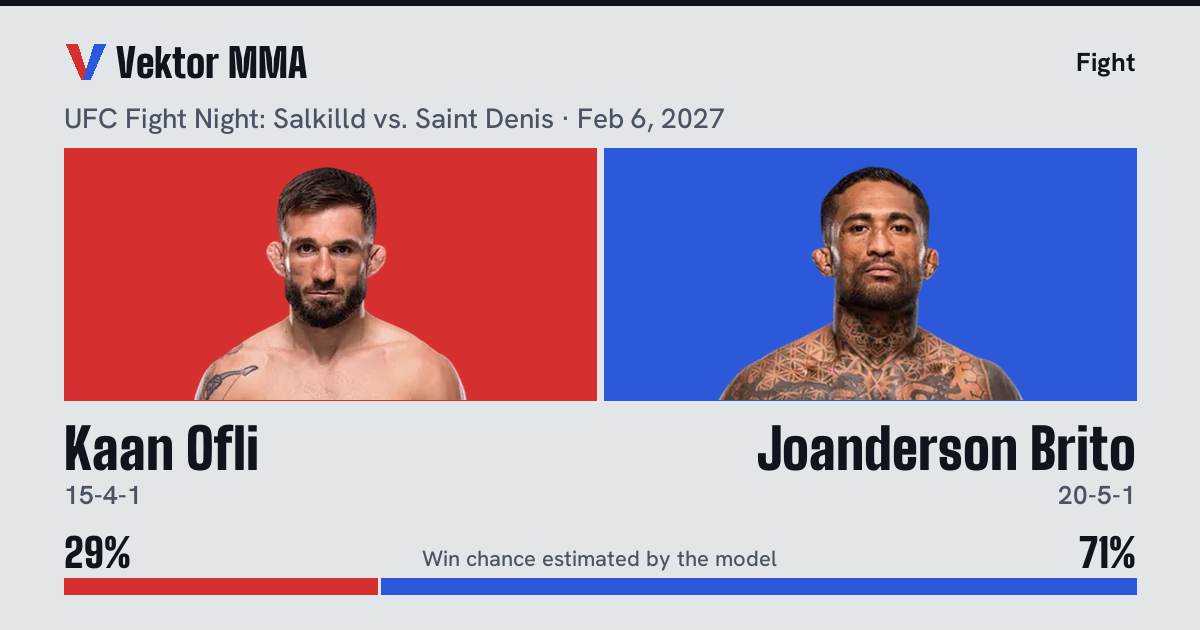 Vektor MMA
Fight
UFC Fight Night: Salkilld vs. Saint Denis · Feb 6, 2027
Kaan Ofli
Joanderson Brito
15-4-1
20-5-1
29%
Win chance estimated by the model
71%